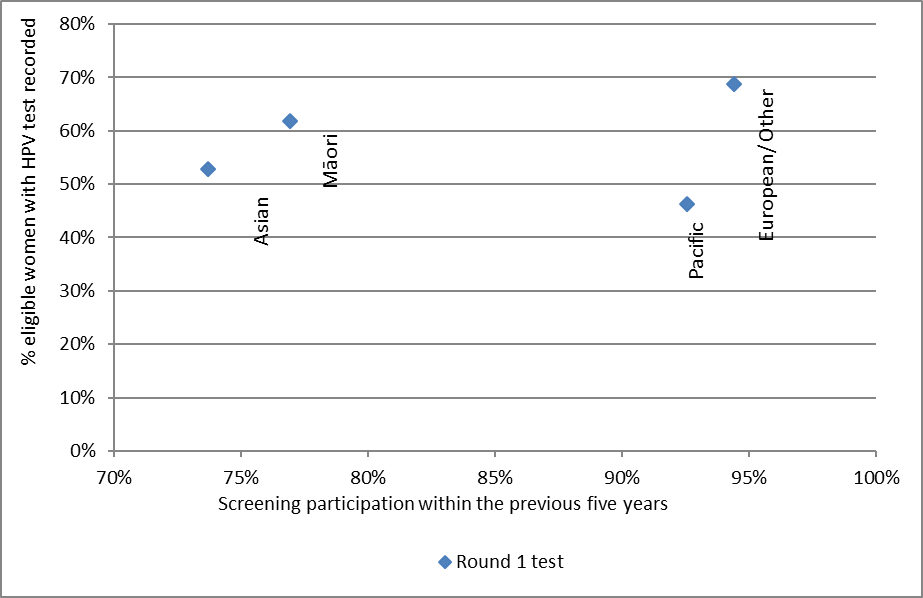 % eligible women with HPV test recorded
80%
70%
60%
50%
40%
30%
20%
10%
0%
Asian
Māori
Pacific
European/Other
70%
75%
80%
85%
90%
95%
100%
Screening participation within the previous five years
Round 1 test